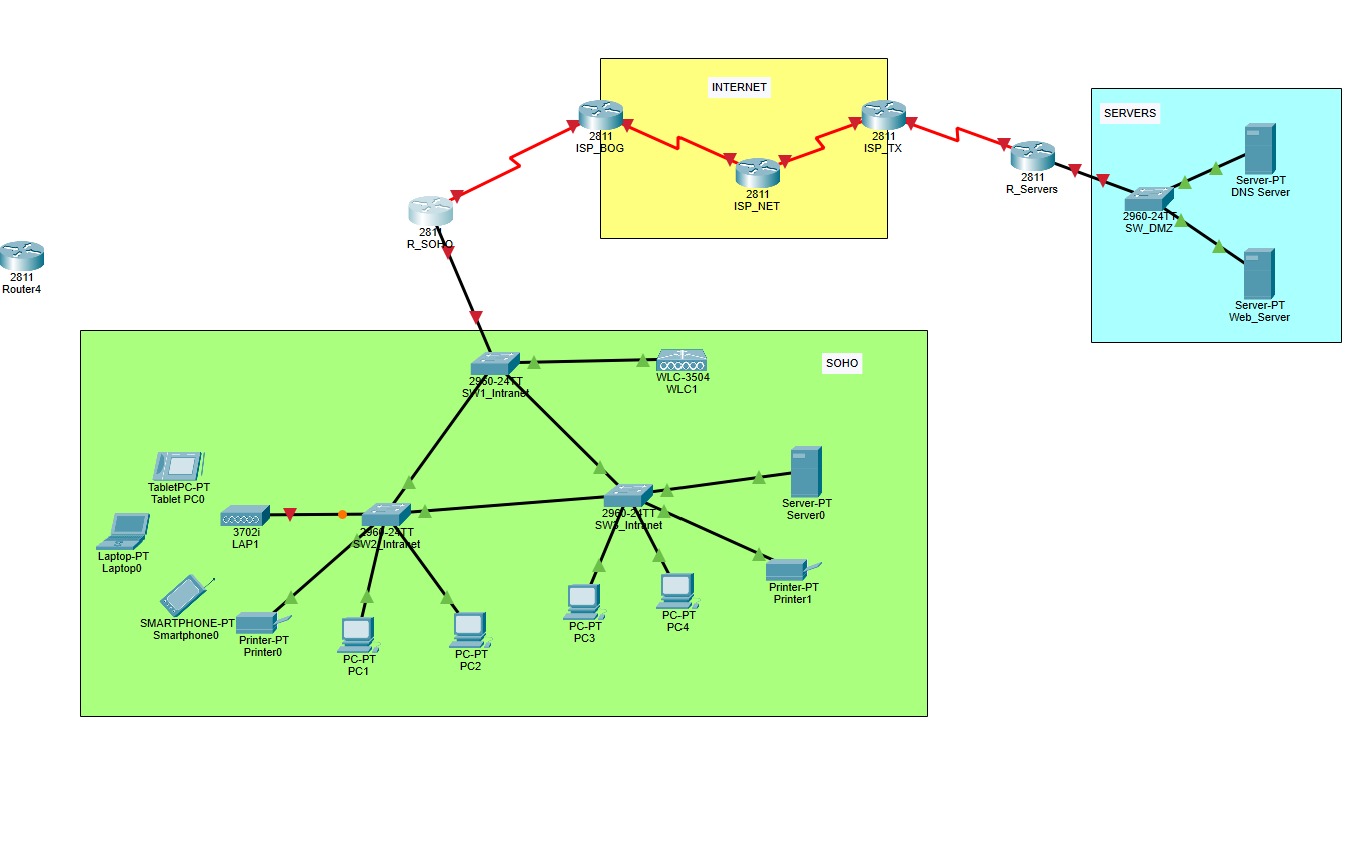 INTERNET
2811
ISP_BOG
2811
ISP_TX
2811
ISP_NET
2811
R_Servers
SERVERS
Server-PT
DNS Server
2960-24TT
SW_DMZ
Server-PT
Web_Server
2811
R_SOHO
2811
Router4
SOHO
2960-24TT
SW1_Intranet
WLC-3504
WLC1
TabletPC-PT
Tablet PC0
Laptop-PT
Laptop0
3702i
LAP1
2960-24TT
SW2_Intranet
2960-24TT
SW3_Intranet
Server-PT
Server0
SMARTPHONE-PT
Smartphone0
Printer-PT
Printer0
PC-PT
PC1
PC-PT
PC2
PC-PT
PC3
PC-PT
PC4
Printer-PT
Printer1